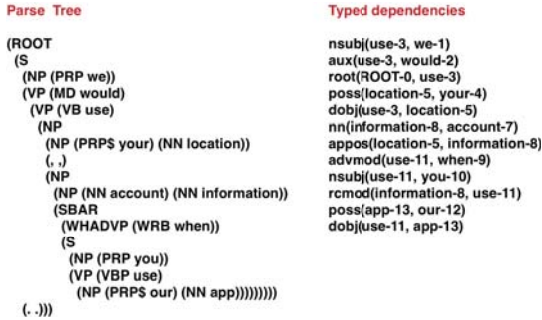 Parse Tree
(ROOT
(S
(NP (PRP we))
(VP (MD would)
(VP (VB use)
(NP
(NP (PRP$ your) (NN location))
(, ,)
(NP
(NP (NN account) (NN information))
(SBAR
(WHADVP (WRB when))
(S
(NP (PRP you))
(VP (VBP use)
(NP (PRP$ our) (NN app)))))))))
(. .)))
Typed dependencies
nsubj(use-3, we-1)
aux(use-3, would-2)
root(ROOT-0, use-3)
poss(location-5, your-4)
dobj(use-3, location-5)
nn(information-8, account-7)
appos(location-5, information-8)
advmod(use-11, when-9)
nsubj(use-11, you-10)
rcmod(information-8, use-11)
poss(app-13, our-12)
dobj(use-11, app-13)